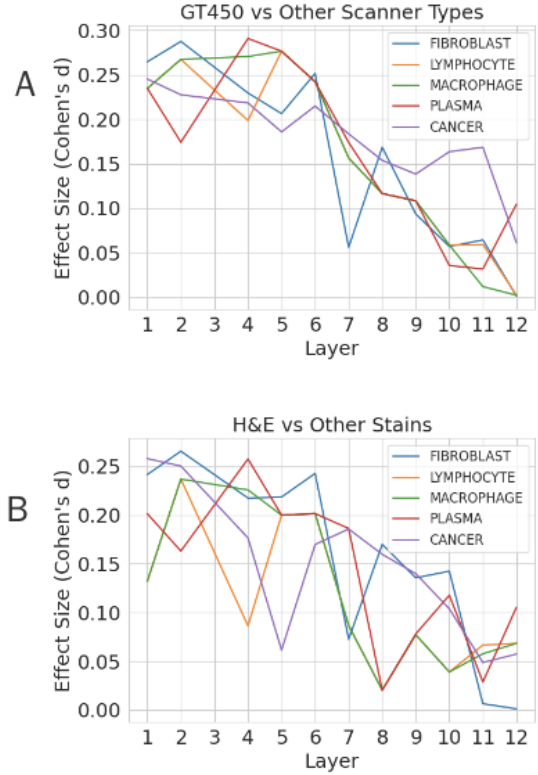 GT450 vs Other Scanner Types
A
Effect Size (Cohen's d)
0.30
0.25
0.20
0.15
0.10
0.05
0.00
FIBROBLAST
LYMPHOCYTE
MACROPHAGE
PLASMA
CANCER
1 2 3 4 5 6 7 8 9 10 11 12
Layer
H&E vs Other Stains
B
Effect Size (Cohen's d)
0.25
0.20
0.15
0.10
0.05
0.00
FIBROBLAST
LYMPHOCYTE
MACROPHAGE
PLASMA
CANCER
1 2 3 4 5 6 7 8 9 10 11 12
Layer